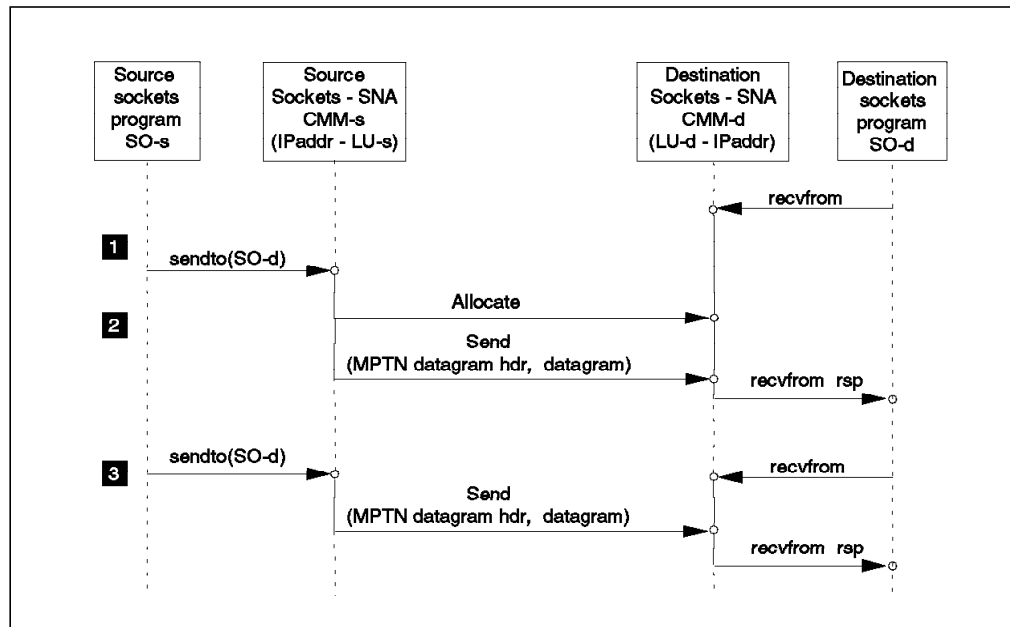 Source
sockets
program
SO-s
Source
Sockets - SNA
CMM-s
(IPaddr - LU-s)
Destination
Sockets - SNA
CMM-d
(LU-d - IPaddr)
Destination
sockets
program
SO-d
recvfrom
1
sendto(SO-d)
Allocate
2
Send
(MPTN datagram hdr, datagram)
recvfrom rsp
3
sendto(SO-d)
recvfrom
Send
(MPTN datagram hdr, datagram)
recvfrom rsp